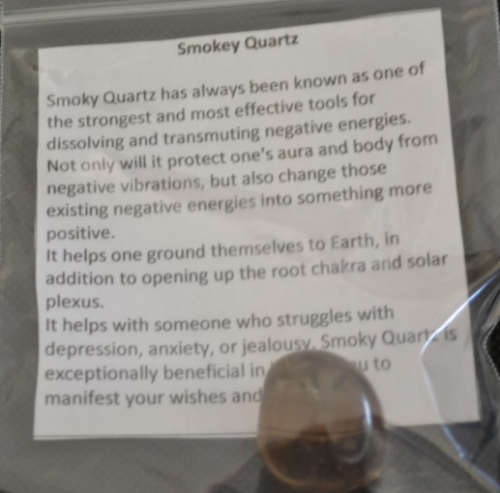 Smokey Quartz
Smoky Quartz has always been known as one of
the strongest and most effective tools for
dissolving and transmuting negative energies.
Not only will it protect one's aura and body from
negative vibrations, but also change those
existing negative energies into something more
positive.
It helps one ground themselves to Earth, in
addition to opening up the root chakra and solar
plexus.
It helps with someone who struggles with
depression, anxiety, or jealousy. Smoky Quartz is
exceptionally beneficial in to
manifest your wishes and